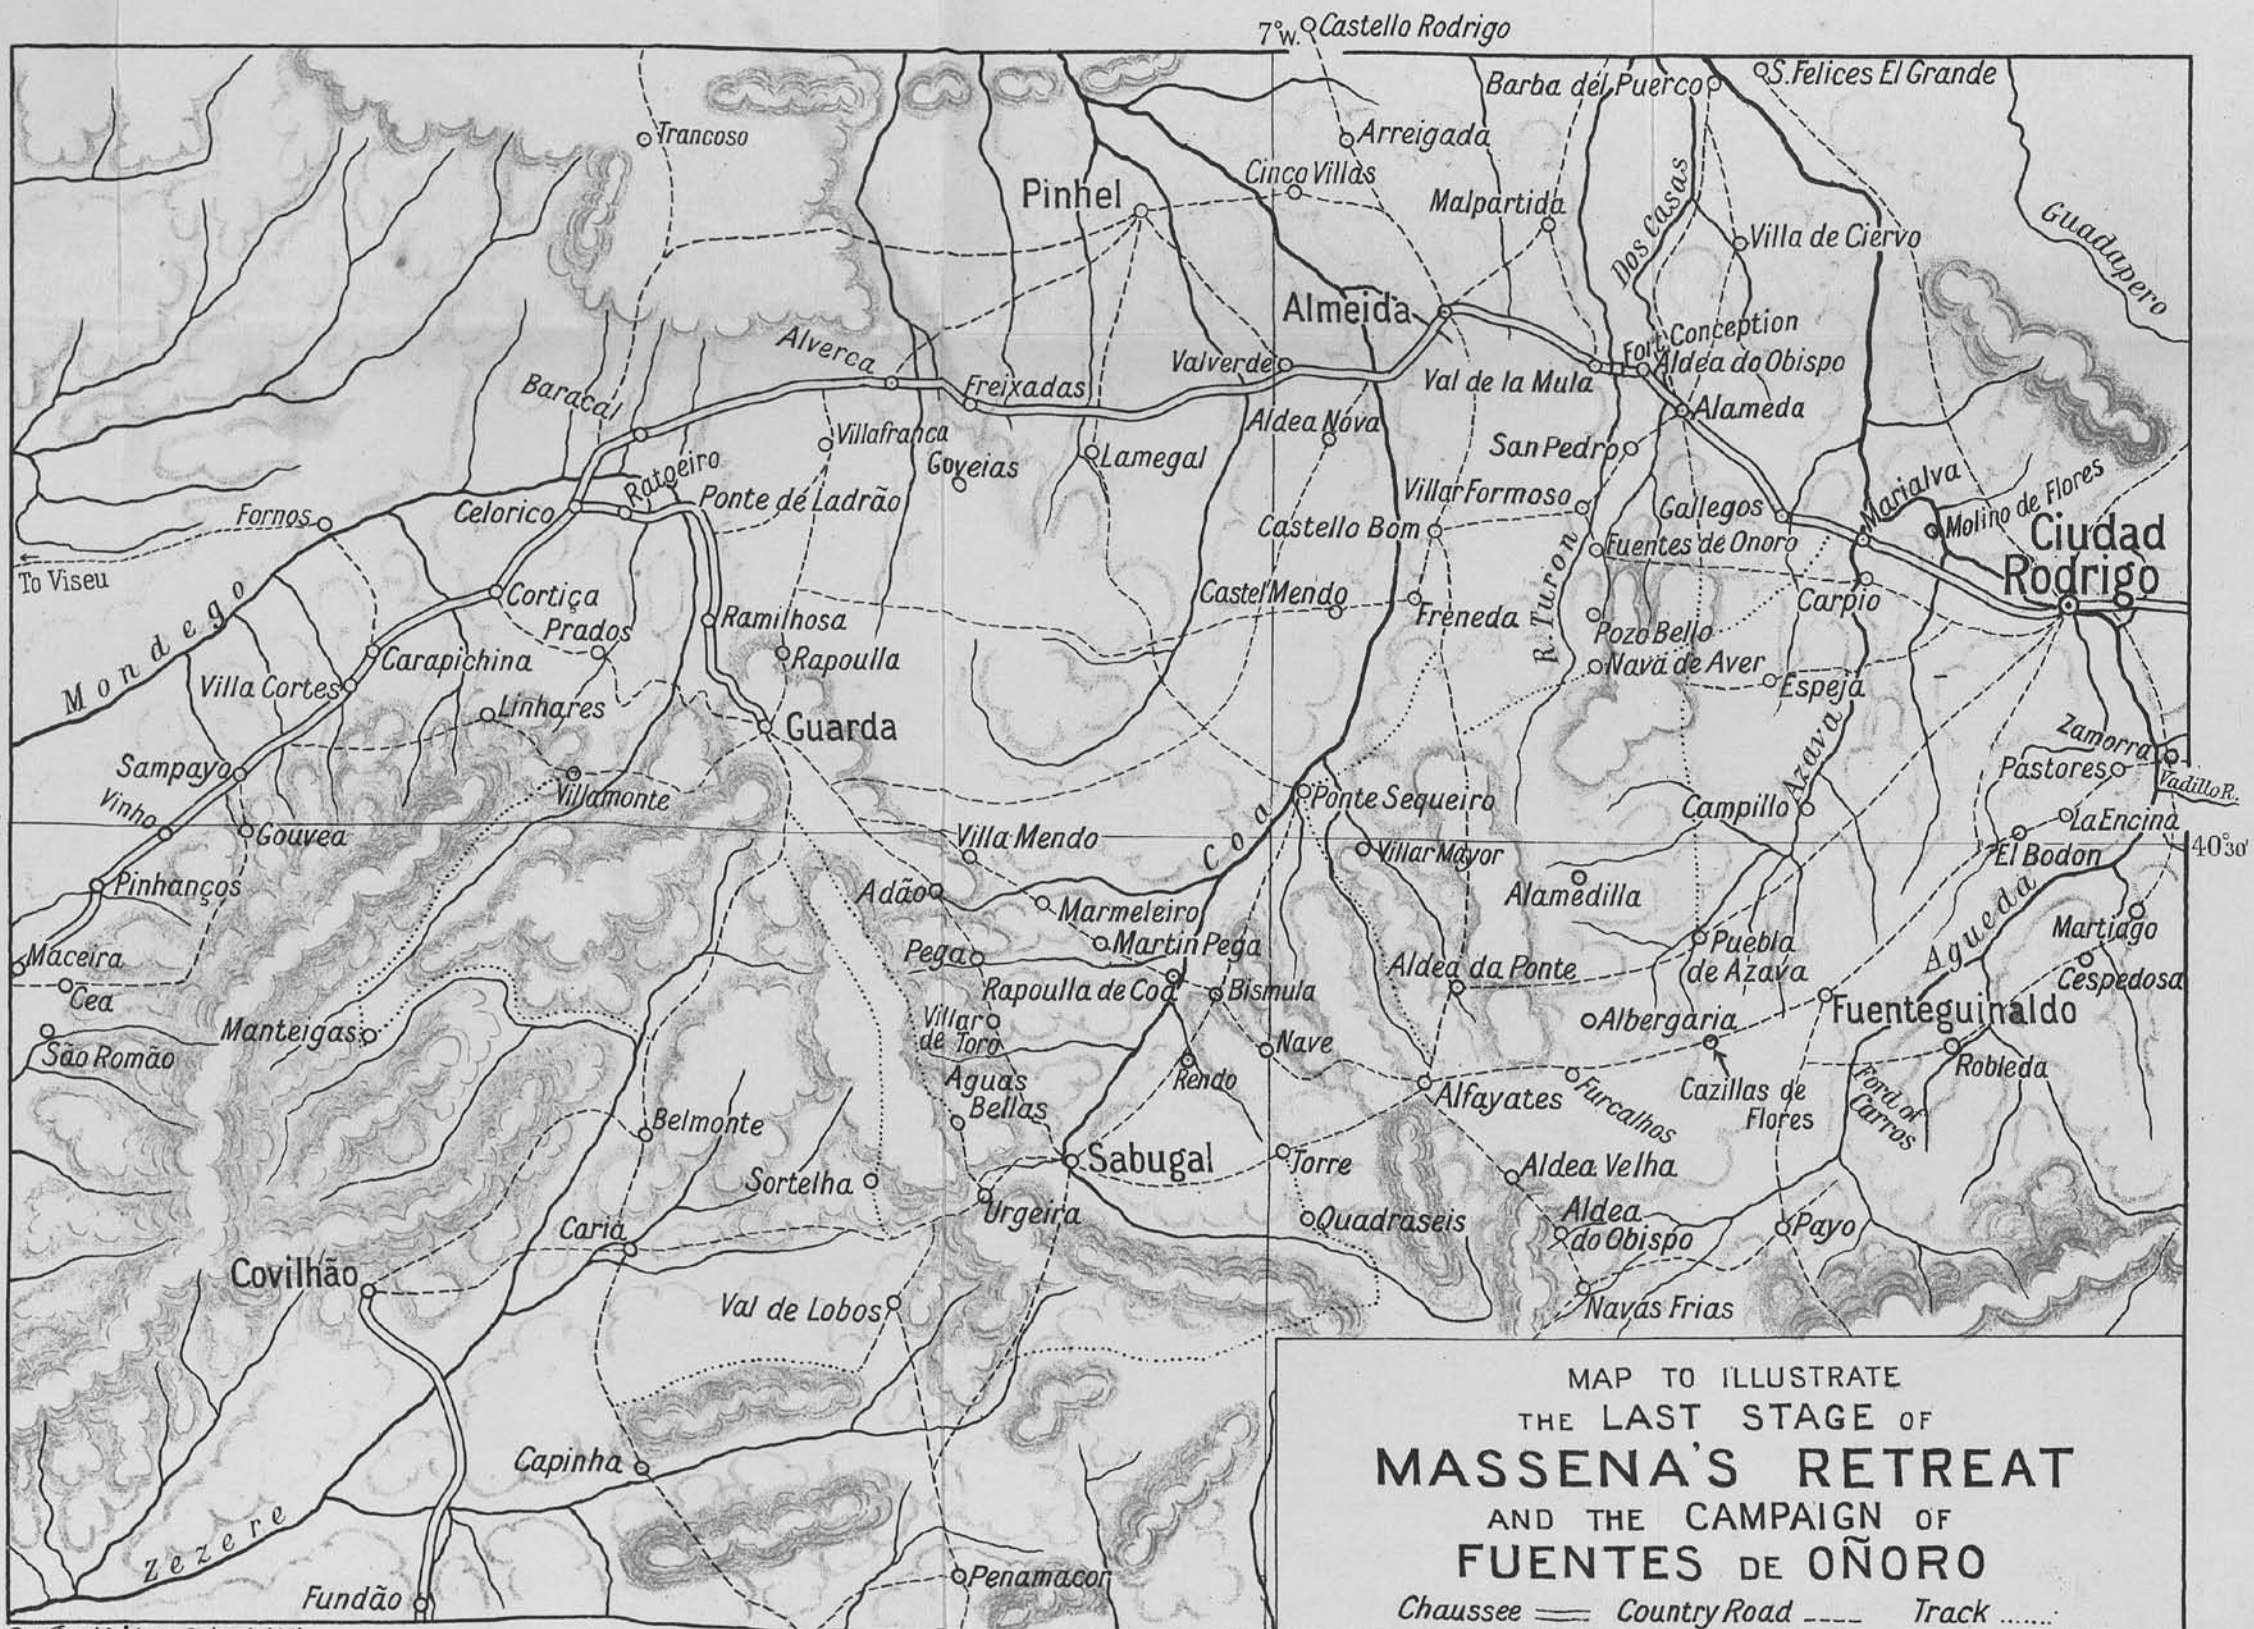 7°W. Castello Rodrigo
Barba del Puerco
S. Felices El Grande
Trancoso
Arreigada
Cinco Villas
Pinhel
Malpartida
Dos Casas
Villa de Ciervo
Guadapero
Almeida
Fort Conception
Alverca
Valverde
Aldea do Obispo
Val de la Mula
Baracal
Freixadas
Alameda
Aldea Nova
Villafranca
San Pedro
Goveias
Lamegal
Ratoeiro
Ponte de Ladrão
Celorico
Fornos
Villar Formoso
Gallegos
Marialva
Molino de Flores
Castello Bom
Fuentes de Onoro
Ciudad
Rodrigo
To Viseu
Mondego
Cortiça
Prados
Ramilhosa
Castel Mendo
Freneda
R. Turon
Pozo Bello
Carpio
Carapichina
Rapoulla
Nava de Aver
Espeja
Villa Cortes
Linhares
Guarda
Azava
Zamorra
Sampayo
Pastores
Vadillo R.
Villamonte
Vinho
Gouvea
Ponte Sequeiro
Campillo
La Encina
Coa
Villa Mendo
Villar Mayor
El Bodon
40°30'
Pinhanços
Adão
Marmeleiro
Alamedilla
Agueda
Martiago
Martin Pega
Maceira
Pega
Puebla
de Azava
Aldea da Ponte
Cespedosa
Cea
Rapoulla de Coa
Bismula
Fuenteguinaldo
Villar
de Toro
Albergaria
Manteigas
São Romão
Nave
Robleda
Rendo
Aguas
Bellas
Alfayates
Furcalhos
Cazillas de
Flores
Ford of
Carros
Belmonte
Sabugal
Torre
Aldea Velha
Sortelha
Urgeira
Quadraseis
Aldea
do Obispo
Payo
Caria
Covilhão
Val de Lobos
Navas Frias
Capinha
Zezere
Fundão
Penamacor
MAP TO ILLUSTRATE
THE LAST STAGE OF
MASSENA'S RETREAT
AND THE CAMPAIGN OF
FUENTES DE OÑORO
Chaussee Country Road Track